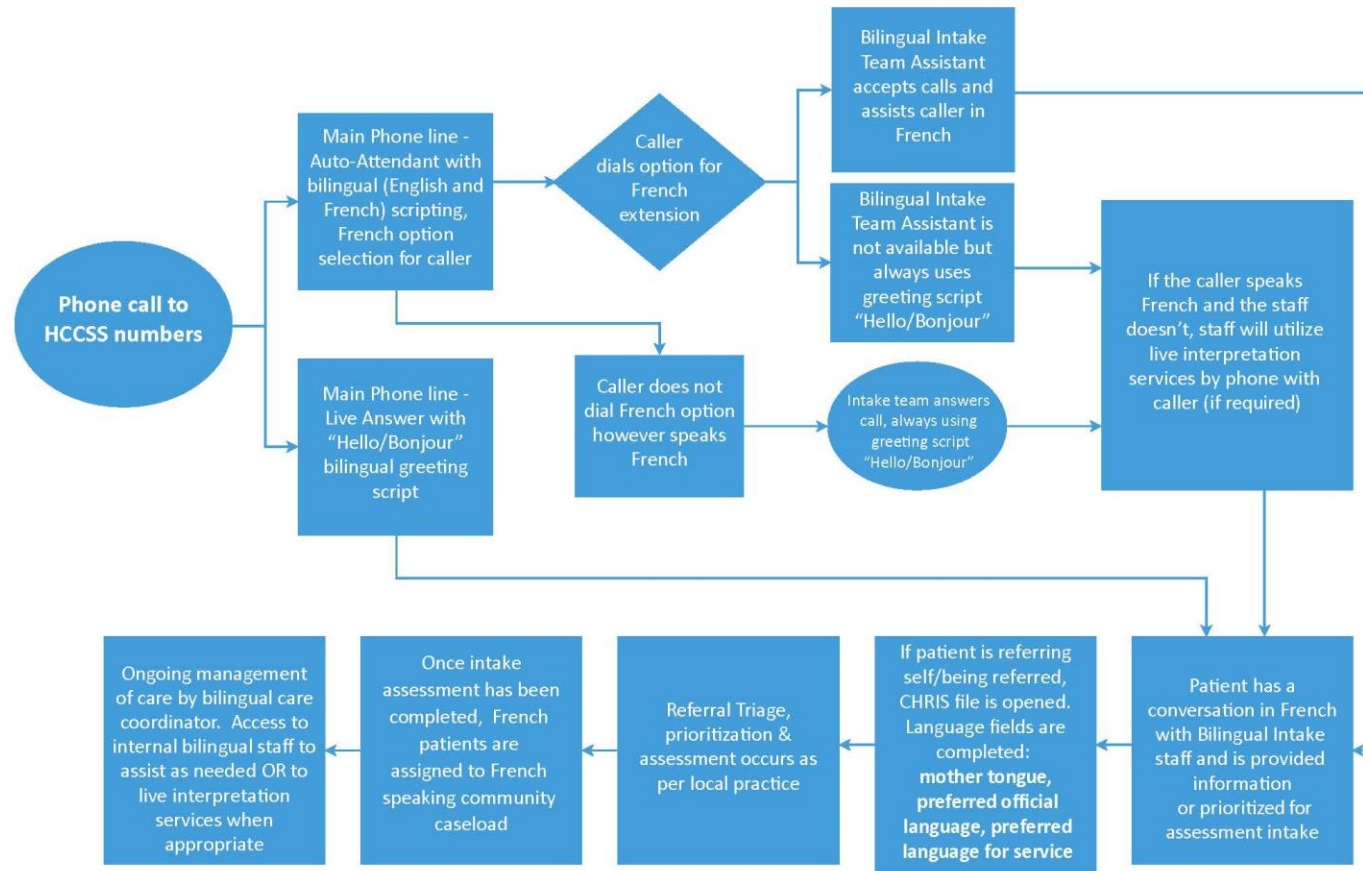 Phone call to
HCCSS numbers
Main Phone line -
Auto-Attendant with
bilingual (English and
French) scripting,
French option
selection for caller
Main Phone line -
Live Answer with
“Hello/Bonjour”
bilingual greeting
script
Caller
dials option for
French
extension
Caller does not
dial French option
however speaks
French
Bilingual Intake
Team Assistant
accepts calls and
assists caller in
French
Bilingual Intake
Team Assistant is
not available but
always uses
greeting script
“Hello/Bonjour”
Intake team answers
call, always using
greeting script
“Hello/Bonjour”
If the caller speaks
French and the staff
doesn’t, staff will utilize
live interpretation
services by phone with
caller (if required)
Patient has a
conversation in French
with Bilingual Intake
staff and is provided
information
or prioritized for
assessment intake
If patient is referring
self/being referred,
CHRIS file is opened.
Language fields are
completed:
mother tongue,
preferred official
language, preferred
language for service
Referral Triage,
prioritization &
assessment occurs as
per local practice
Once intake
assessment has been
completed, French
patients are
assigned to French
speaking community
caseload
Ongoing management
of care by bilingual care
coordinator. Access to
internal bilingual staff to
assist as needed OR to
live interpretation
services when
appropriate